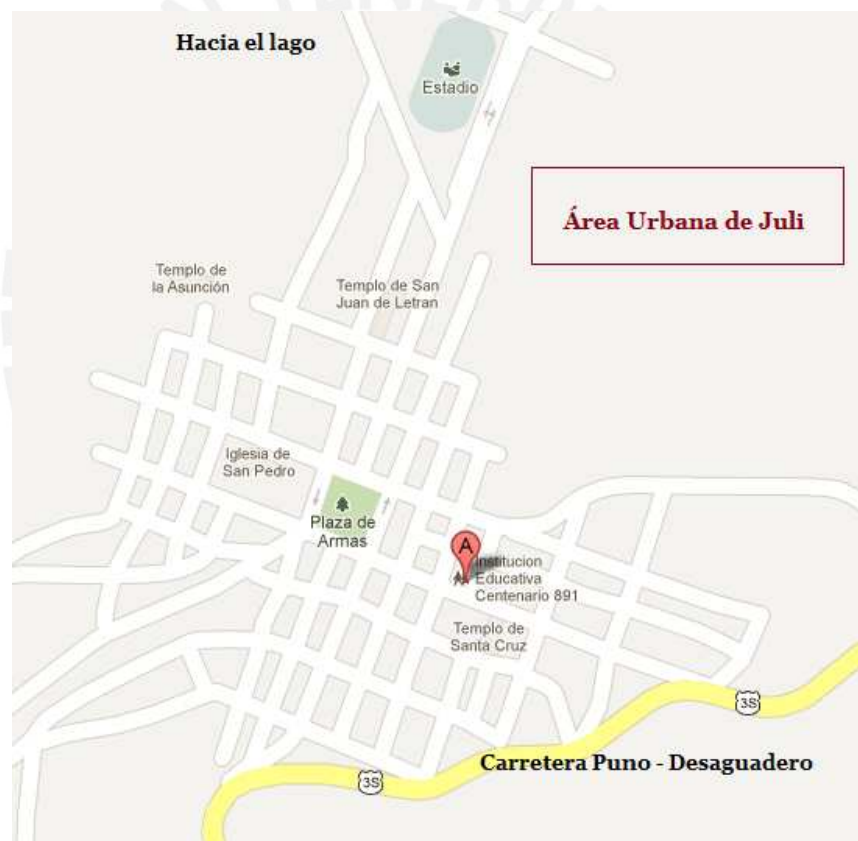 Hacia el lago
Estadio
Área Urbana de Juli
Templo de
la Asunción
Templo de San
Juan de Letran
Iglesia de
San Pedro
Plaza de
Armas
A
Institucion
Educativa
Centenario 891
Templo de
Santa Cruz
3S
Carretera Puno - Desaguadero
3S